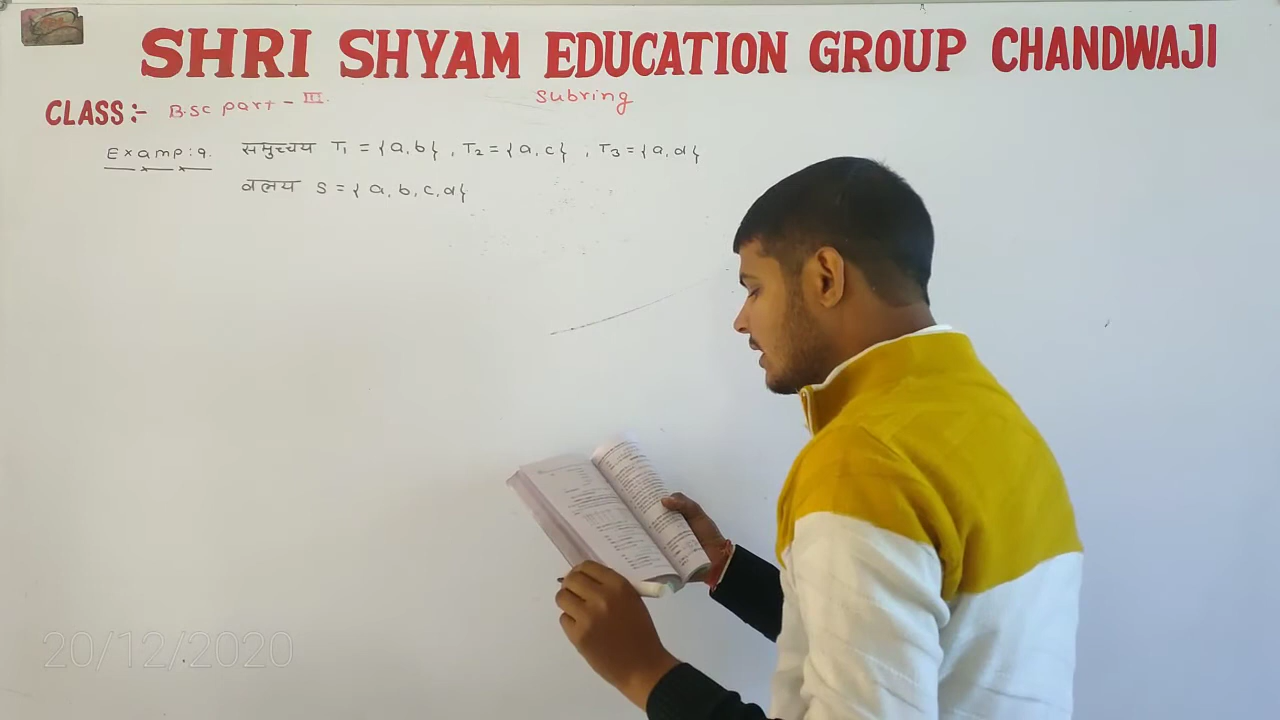 SHRI SHYAM EDUCATION GROUP CHANDWAJI
CLASS:- B.SC part - III.
Subring
Examp:9. समुच्चय T1 = {a, b}, T2 = {a, c}, T3 = {a, d}
वलय S = {a, b, c, d}
20/12/2020